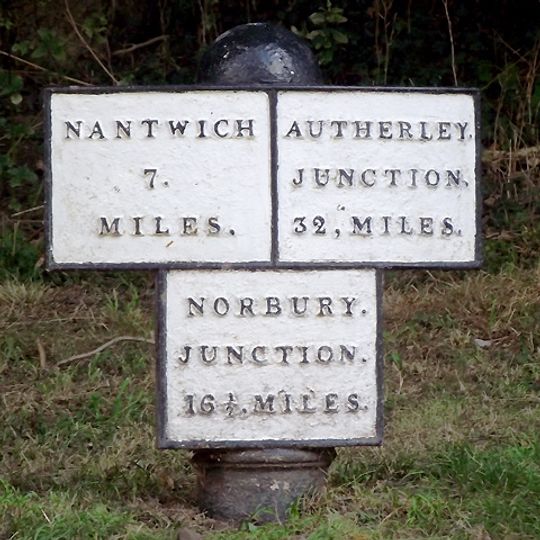 NANTWICH
7.
MILES.
AUTHERLEY.
JUNCTION.
32, MILES.
NORBURY.
JUNCTION.
16½, MILES.